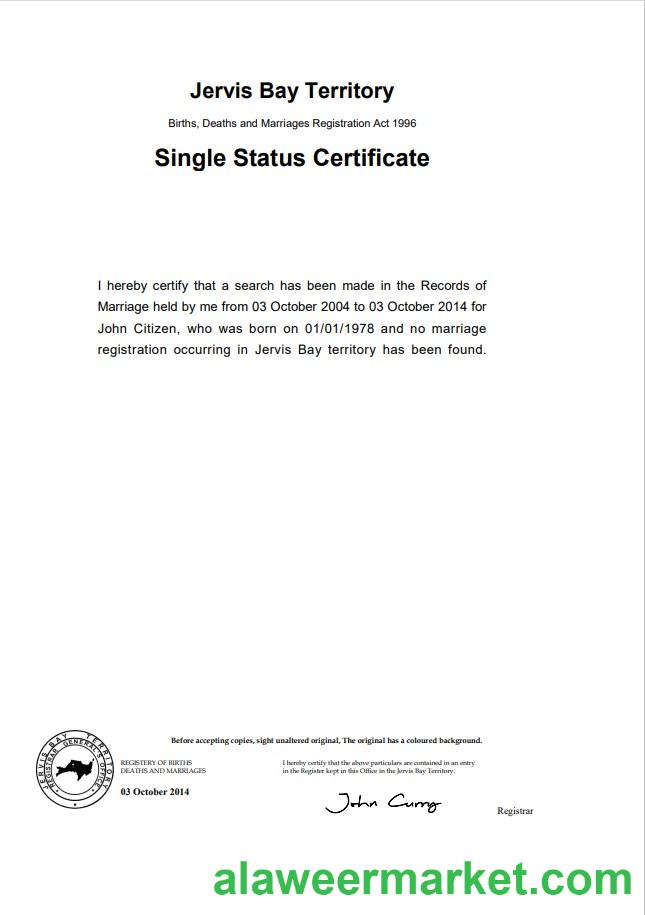 Jervis Bay Territory
Births, Deaths and Marriages Registration Act 1996
Single Status Certificate
I hereby certify that a search has been made in the Records of
Marriage held by me from 03 October 2004 to 03 October 2014 for
John Citizen, who was born on 01/01/1978 and no marriage
registration occurring in Jervis Bay territory has been found.
Before accepting copies, sight unaltered original, The original has a coloured background.
JERVIS BAY TERRITORY
REGISTRAR GENERAL'S OFFICE
REGISTERY OF BIRTHS
DEATHS AND MARRIAGES
03 October 2014
I hereby certify that the above particulars are contained in an entry
in the Register kept in this Office in the Jervis Bay Territory.
John Curro
Registrar
alaweermarket.com